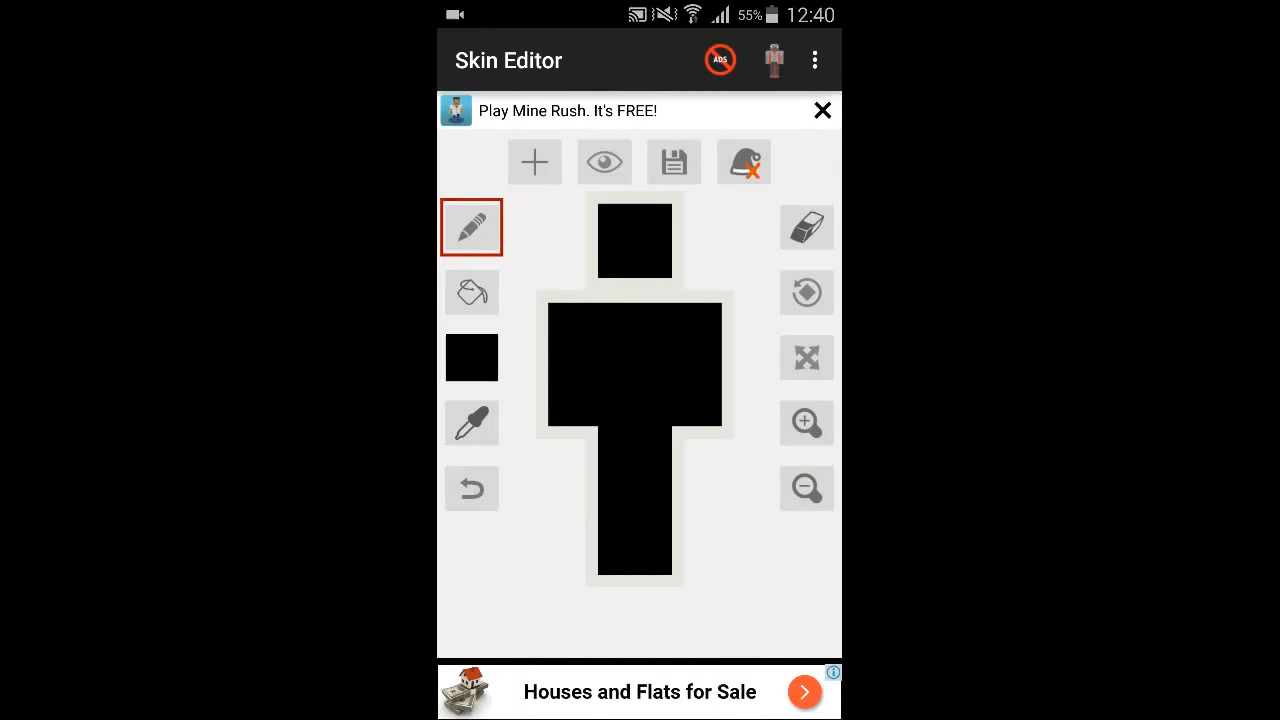 55% 12:40
Skin Editor
ADS
Play Mine Rush. It's FREE!
Houses and Flats for Sale